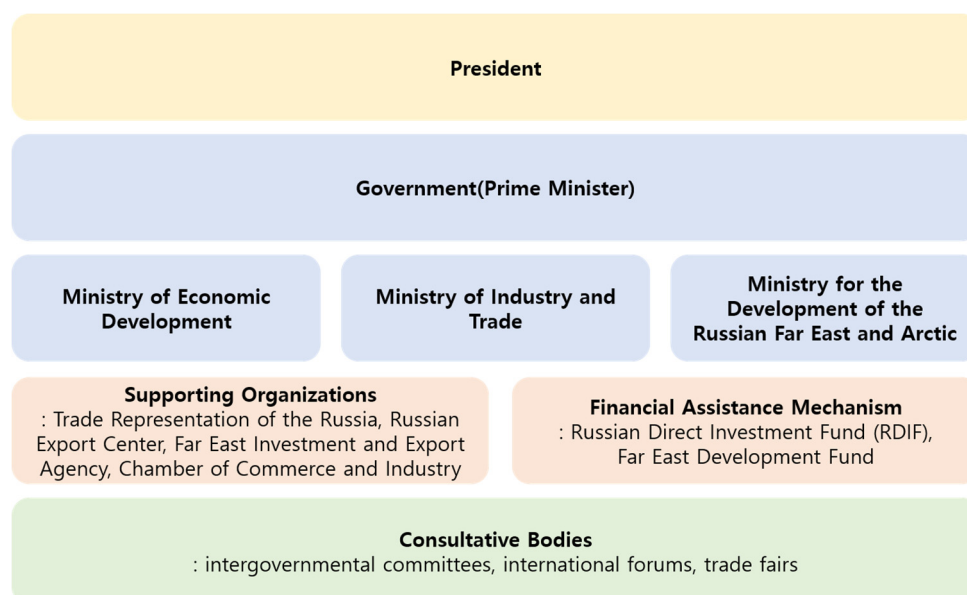 President
Government(Prime Minister)
Ministry of Economic
Development
Ministry of Industry and
Trade
Ministry for the
Development of the
Russian Far East and Arctic
Supporting Organizations
: Trade Representation of the Russia, Russian
Export Center, Far East Investment and Export
Agency, Chamber of Commerce and Industry
Financial Assistance Mechanism
: Russian Direct Investment Fund (RDIF),
Far East Development Fund
Consultative Bodies
: intergovernmental committees, international forums, trade fairs